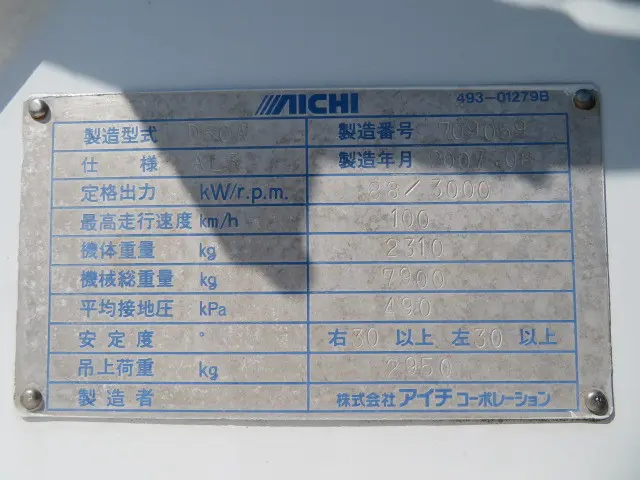 AICHI 493-01279B
製造型式 製造番号 709069
仕様 製造年月 2007.08
定格出力 kW/r.p.m. 88/3000
最高走行速度 km/h 100
機体重量 kg 2310
機械総重量 kg 7900
平均接地圧 kPa 490
安定度 ° 右30以上 左30以上
吊上荷重 kg 2950
製造者 株式会社アイチコーポレーション